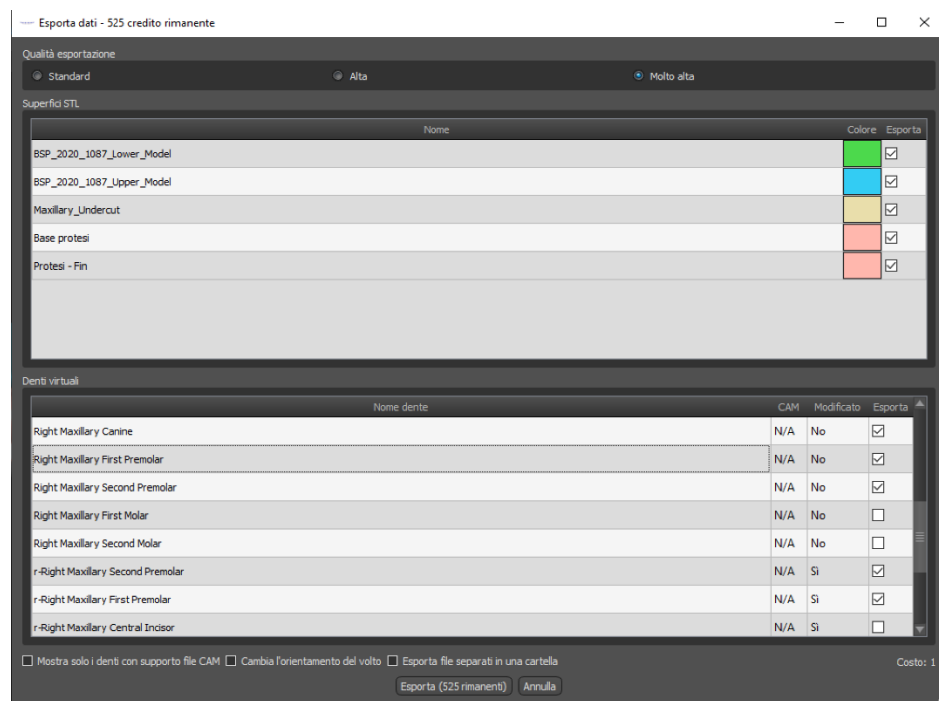 Esporta dati - 525 credito rimanente
Qualità esportazione
Standard Alta Molto alta
Superfici STL
Nome Colore Esporta
BSP_2020_1087_Lower_Model
BSP_2020_1087_Upper_Model
Maxillary_Undercut
Base protesi
Protesi - Fin
Denti virtuali
Nome dente CAM Modificato Esporta
Right Maxillary Canine N/A No
Right Maxillary First Premolar N/A No
Right Maxillary Second Premolar N/A No
Right Maxillary First Molar N/A No
Right Maxillary Second Molar N/A No
r-Right Maxillary Second Premolar N/A Sì
r-Right Maxillary First Premolar N/A Sì
r-Right Maxillary Central Incisor N/A Sì
Mostra solo i denti con supporto file CAM Cambia l'orientamento del volto Esporta file separati in una cartella Costo: 1
Esporta (525 rimanenti) Annulla